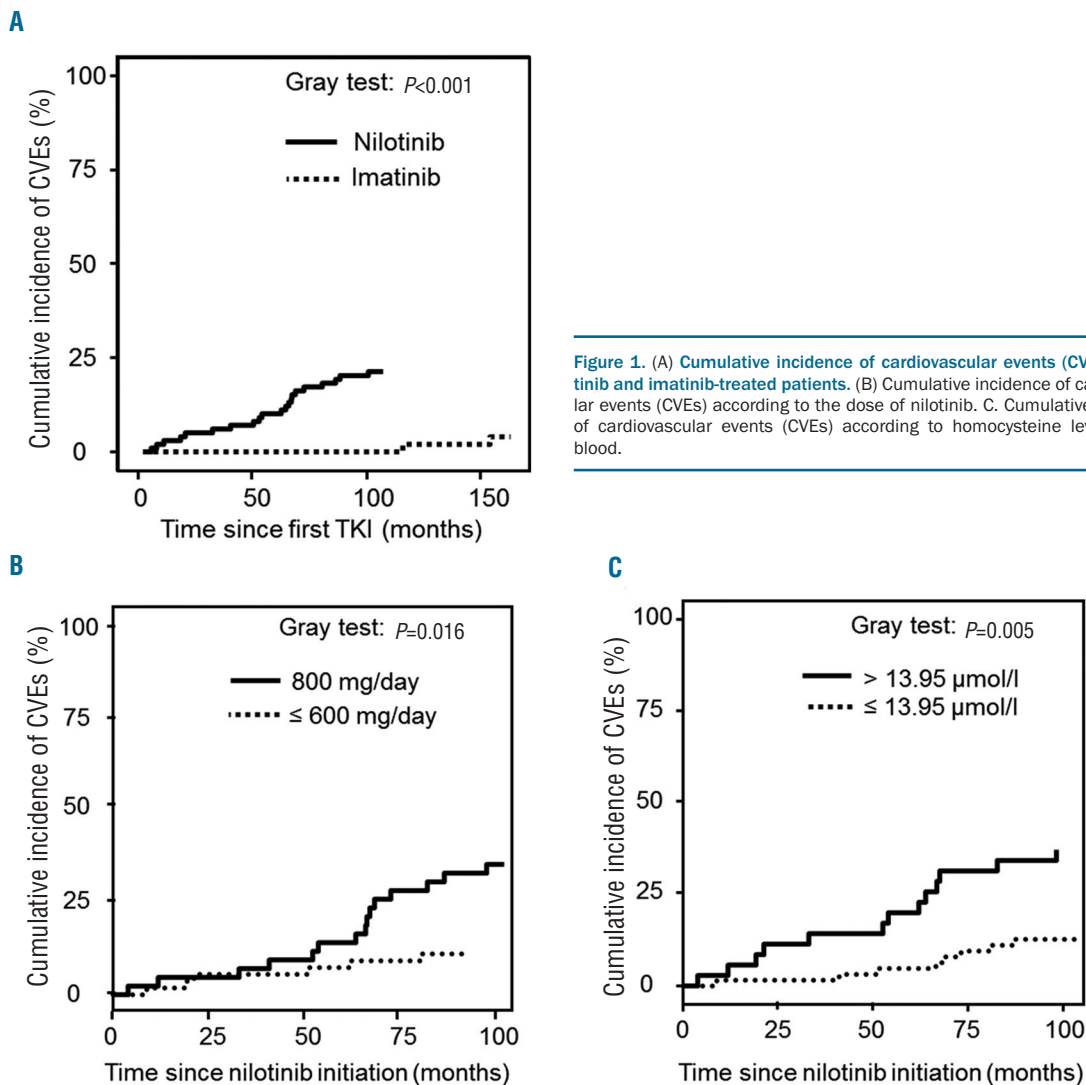 A
Cumulative incidence of CVEs (%)
100
75
50
25
0
Gray test: P<0.001
Nilotinib
Imatinib
0 50 100 150
Time since first TKI (months)
Figure 1. (A) Cumulative incidence of cardiovascular events (CV
tinib and imatinib-treated patients. (B) Cumulative incidence of ca
lar events (CVEs) according to the dose of nilotinib. C. Cumulative
of cardiovascular events (CVEs) according to homocysteine lev
blood.
B
Cumulative incidence of CVEs (%)
100
75
50
25
0
Gray test: P=0.016
800 mg/day
≤ 600 mg/day
0 25 50 75 100
Time since nilotinib initiation (months)
C
Cumulative incidence of CVEs (%)
100
75
50
25
0
Gray test: P=0.005
> 13.95 µmol/l
≤ 13.95 µmol/l
0 25 50 75 100
Time since nilotinib initiation (months)